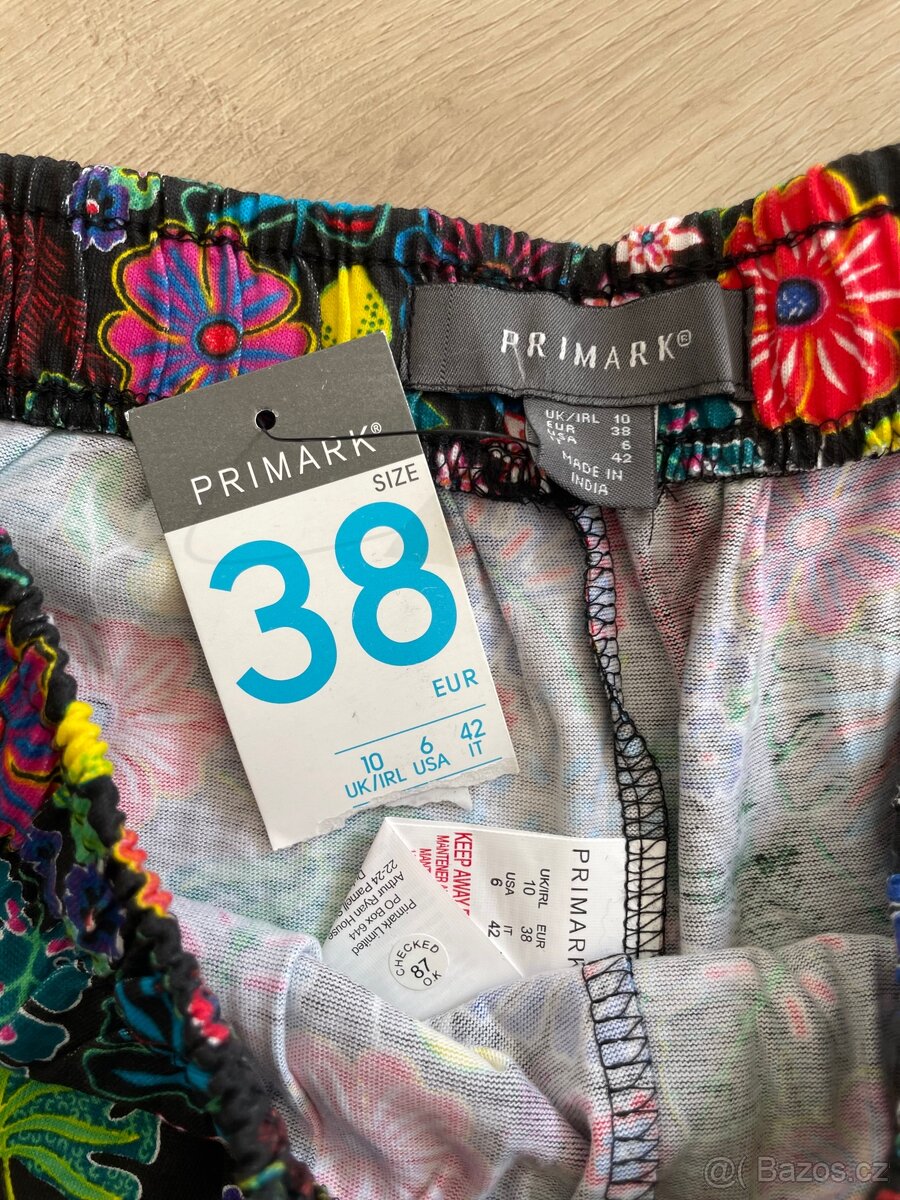 PRIMARK®
UK/IRL 10
EUR 38
USA 6
IT 42
MADE IN
INDIA
PRIMARK®
SIZE
38
EUR
10 6 42
UK/IRL USA IT
KEEP AWAY
MANTENER
PRIMARK
UK/IRL EUR
10 38
USA IT
6 42
Primark Limited
PO Box 644
Arthur Ryan House
22-24 Parnell
CHECKED
87
OK
@( Bazos.cz